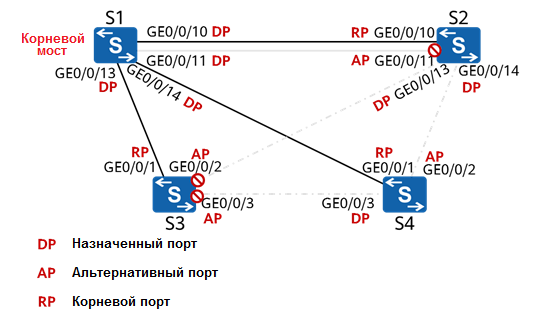 S1
S2
Корневой мост
GE0/0/10 DP
RP GE0/0/10
GE0/0/11 DP
AP GE0/0/11
GE0/0/13
DP
GE0/0/14 DP
DP GE0/0/13
GE0/0/14
DP
RP
GE0/0/1
AP
GE0/0/2
RP
GE0/0/1
AP
GE0/0/2
GE0/0/3
AP
GE0/0/3
DP
S3
S4
DP Назначенный порт
AP Альтернативный порт
RP Корневой порт